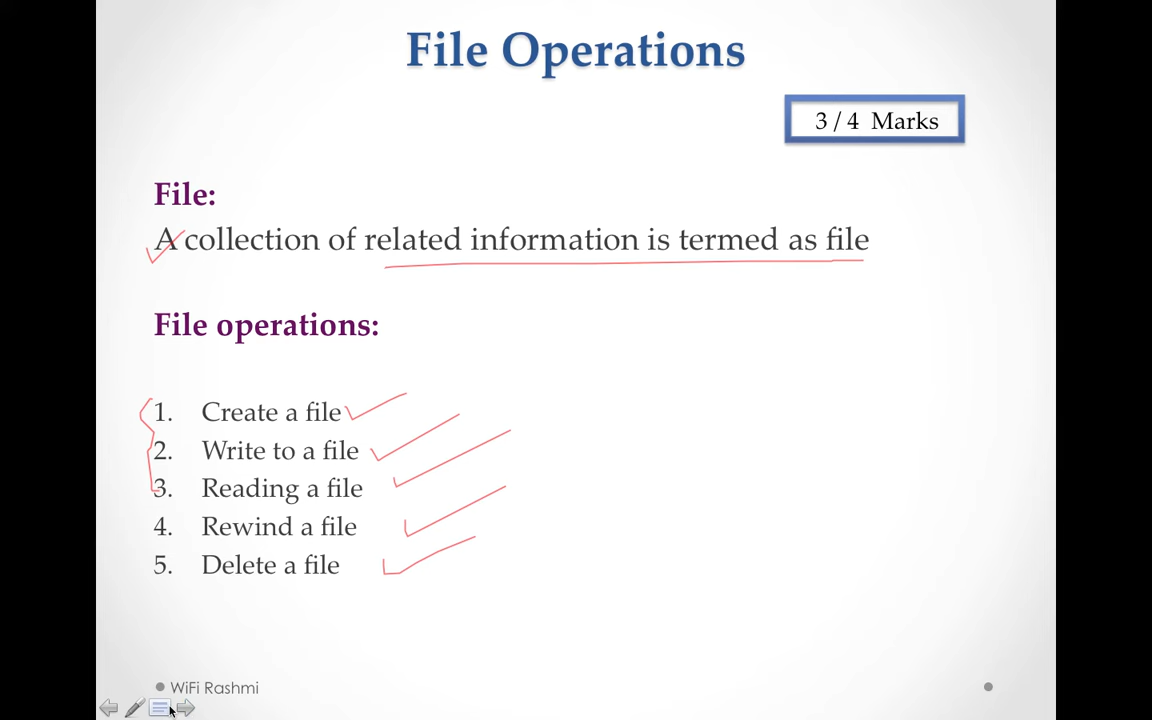 File Operations
3 / 4 Marks
File:
A collection of related information is termed as file
File operations:
1. Create a file
2. Write to a file
3. Reading a file
4. Rewind a file
5. Delete a file
WiFi Rashmi